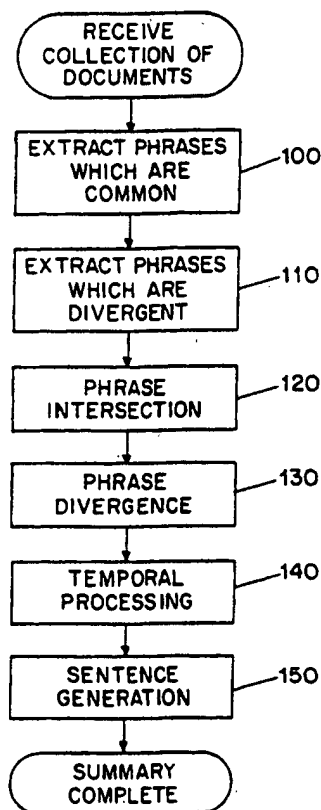 RECEIVE
COLLECTION OF
DOCUMENTS
EXTRACT PHRASES
WHICH ARE
COMMON
100
EXTRACT PHRASES
WHICH ARE
DIVERGENT
110
PHRASE
INTERSECTION
120
PHRASE
DIVERGENCE
130
TEMPORAL
PROCESSING
140
SENTENCE
GENERATION
150
SUMMARY
COMPLETE